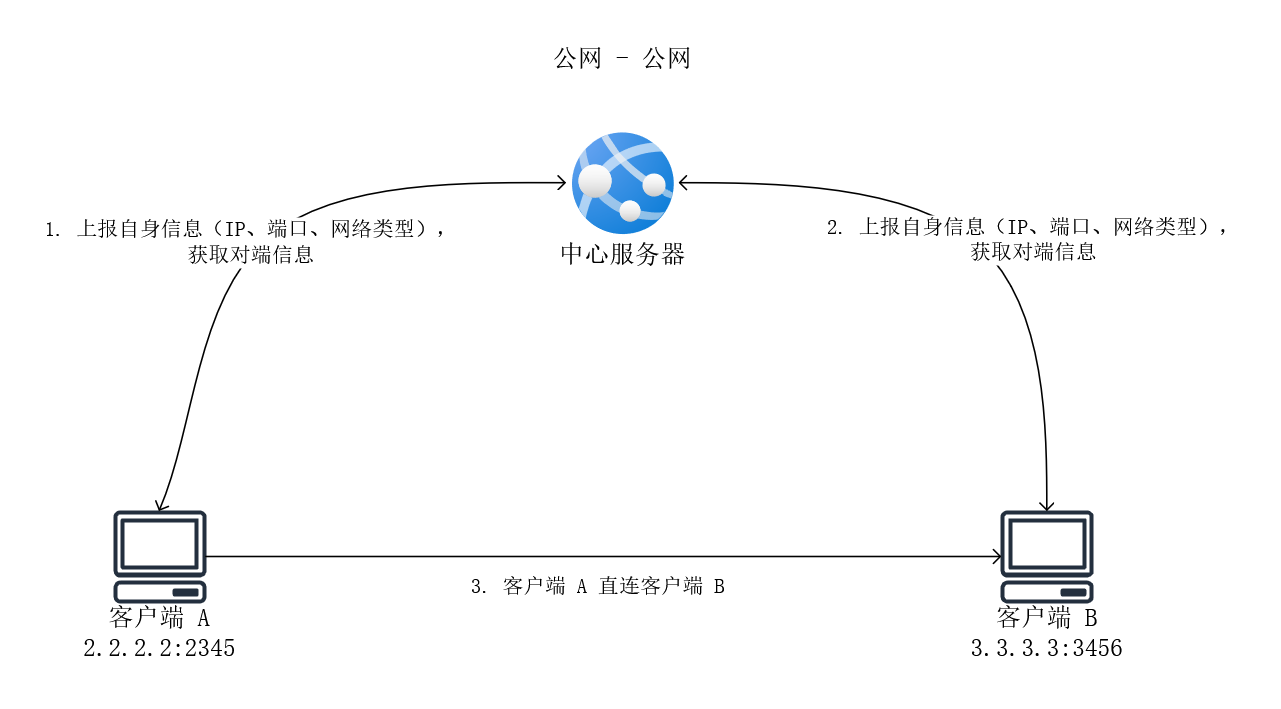 公网 - 公网
1. 上报自身信息（IP、端口、网络类型），
获取对端信息
中心服务器
2. 上报自身信息（IP、端口、网络类型），
获取对端信息
3. 客户端 A 直连客户端 B
客户端 A
2.2.2.2:2345
客户端 B
3.3.3.3:3456